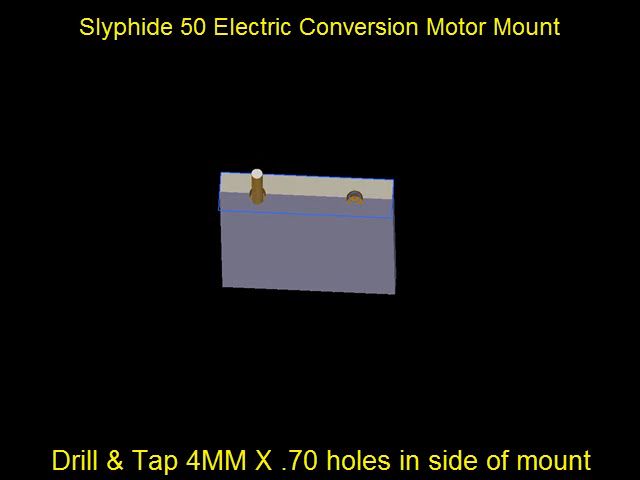 Slyphide 50 Electric Conversion Motor Mount
Drill & Tap 4MM X .70 holes in side of mount